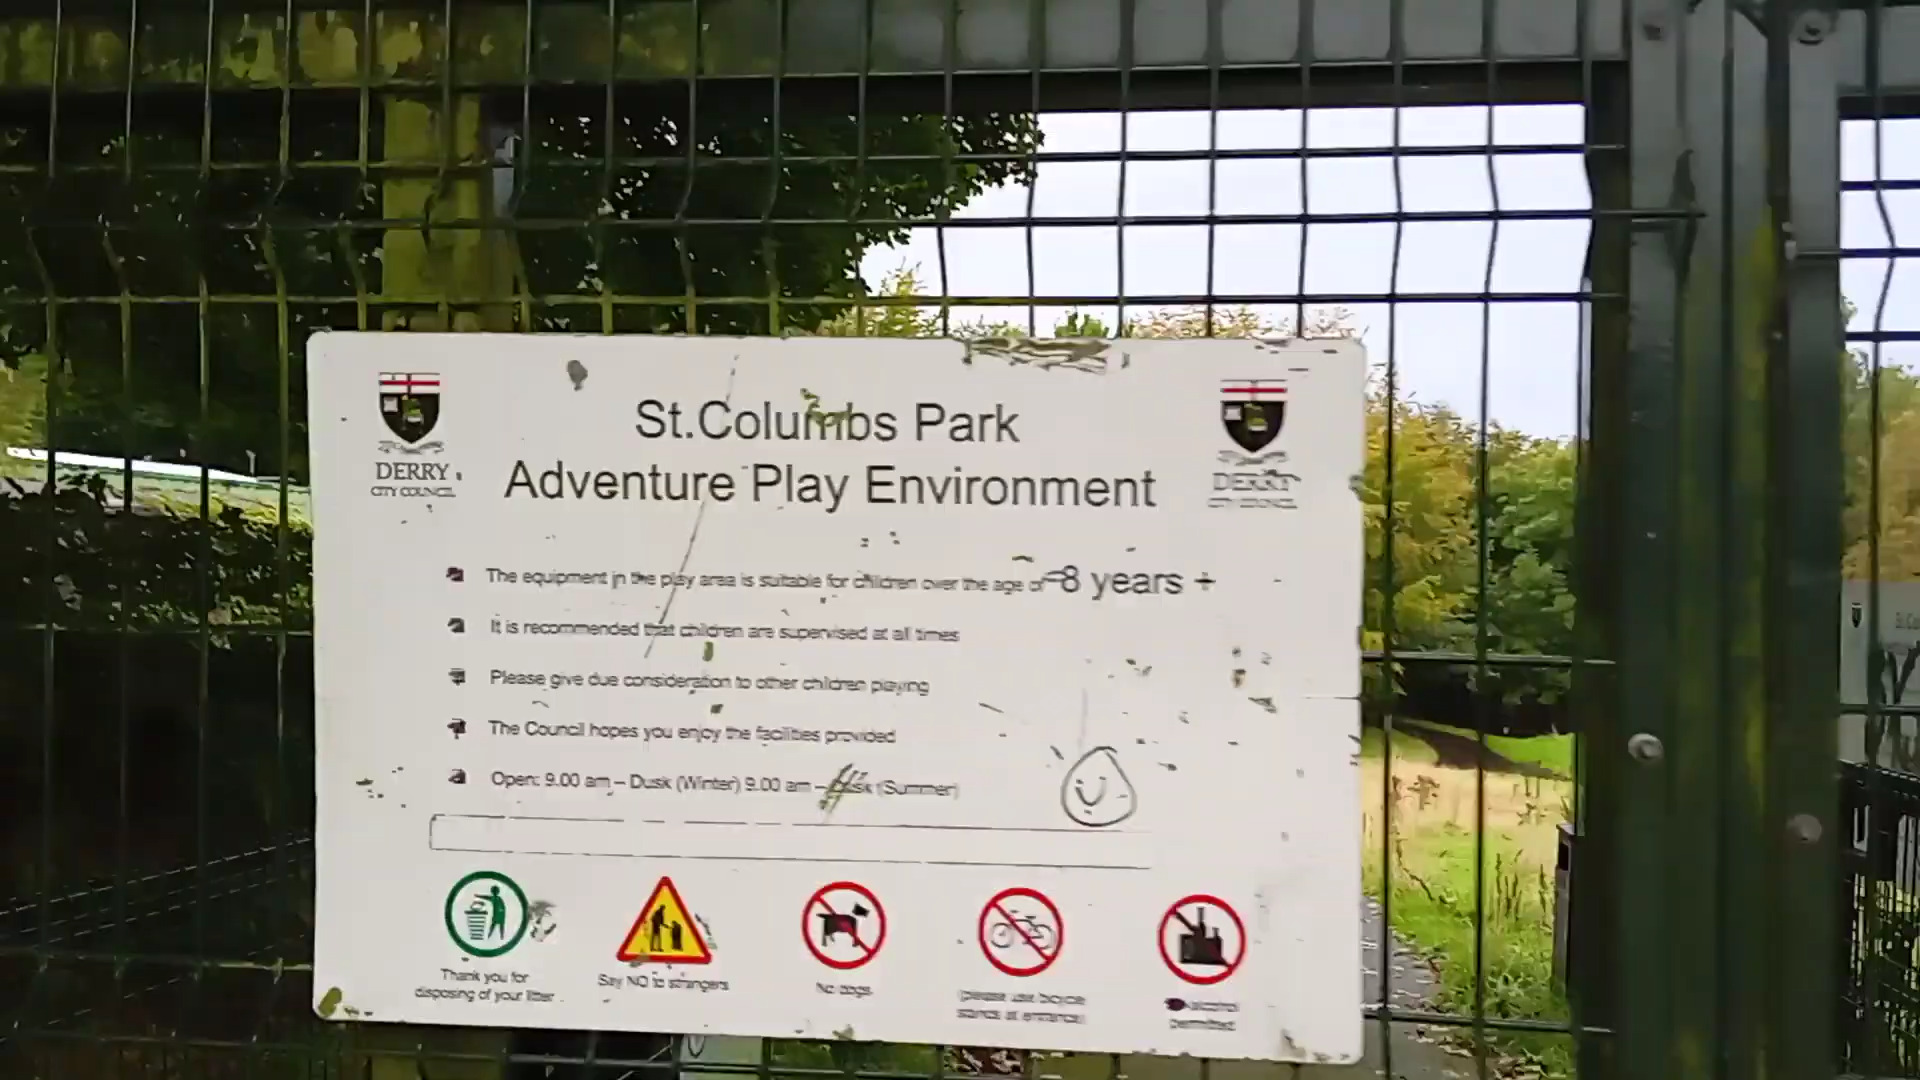 DERRY
CITY COUNCIL
St.Columbs Park
Adventure Play Environment
DERRY
CITY COUNCIL
The equipment in the play area is suitable for children over the age of 8 years +
It is recommended that children are supervised at all times
Please give due consideration to other children playing
The Council hopes you enjoy the facilities provided
Open: 9.00 am – Dusk (Winter) 9.00 am – Dusk (Summer)
Thank you for
disposing of your litter
Say NO to strangers
No dogs
(please use bicycle
stands at entrance)
alcohol
permitted